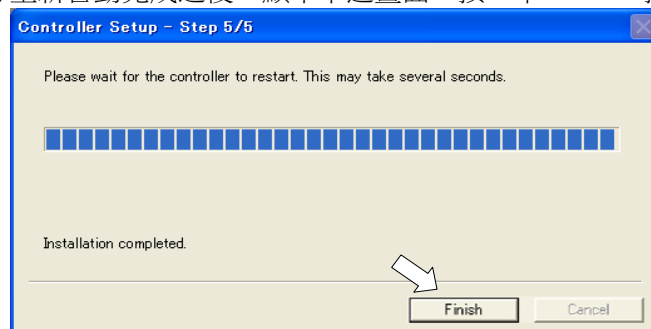 Controller Setup - Step 5/5
Please wait for the controller to restart. This may take several seconds.
Installation completed.
Finish
Cancel